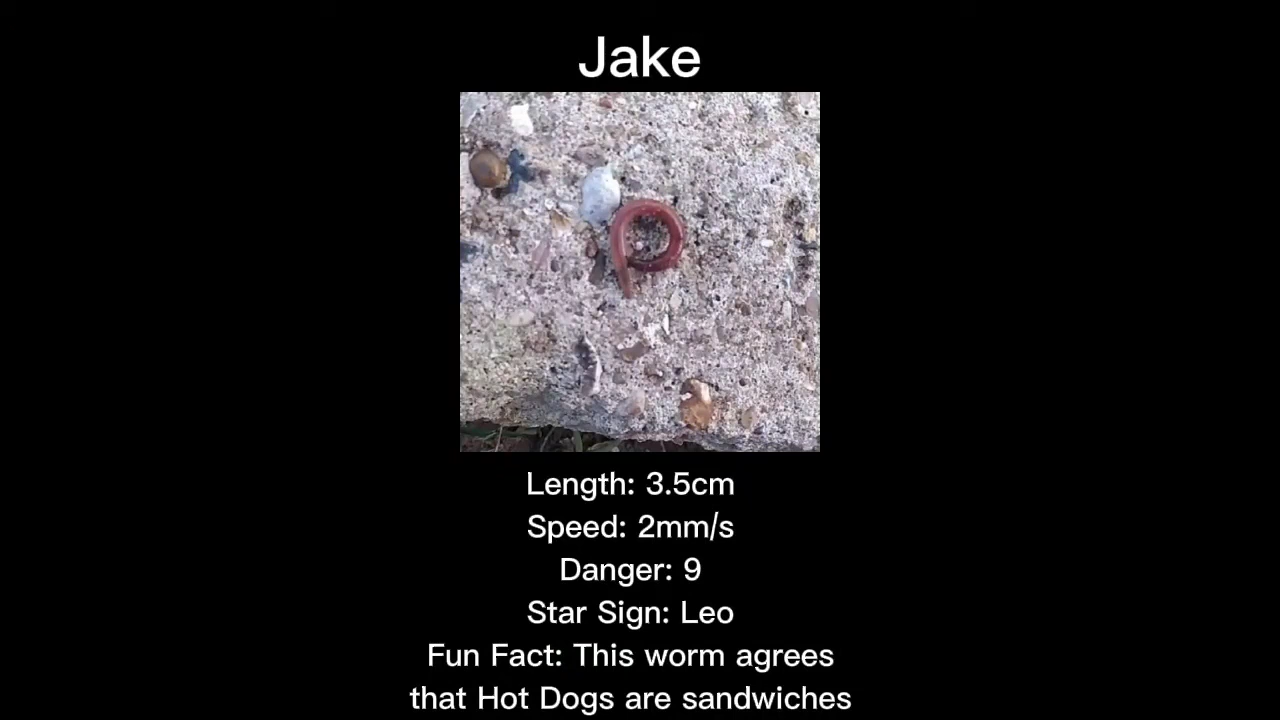 Jake
Length: 3.5cm
Speed: 2mm/s
Danger: 9
Star Sign: Leo
Fun Fact: This worm agrees
that Hot Dogs are sandwiches